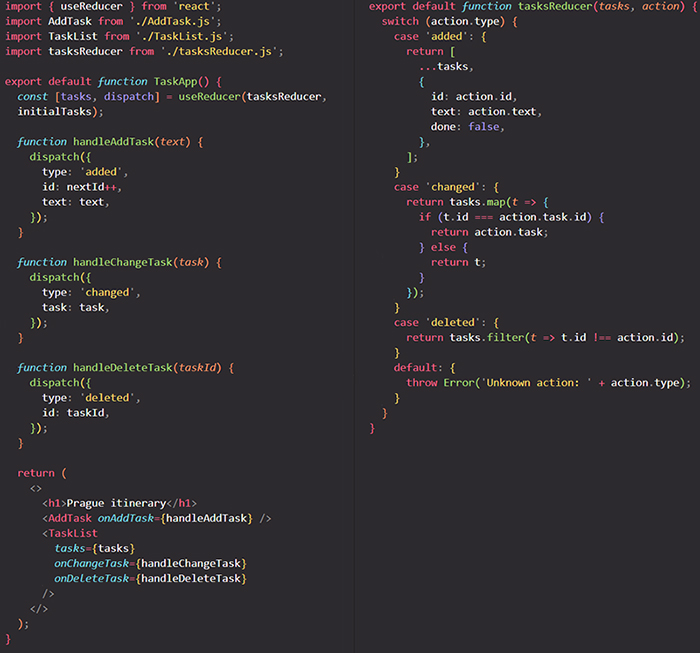 import { useReducer } from 'react';
import AddTask from './AddTask.js';
import TaskList from './TaskList.js';
import tasksReducer from './tasksReducer.js';

export default function TaskApp() {
  const [tasks, dispatch] = useReducer(tasksReducer,
  initialTasks);

  function handleAddTask(text) {
    dispatch({
      type: 'added',
      id: nextId++,
      text: text,
    });
  }

  function handleChangeTask(task) {
    dispatch({
      type: 'changed',
      task: task,
    });
  }

  function handleDeleteTask(taskId) {
    dispatch({
      type: 'deleted',
      id: taskId,
    });
  }

  return (
    <>
      <h1>Prague itinerary</h1>
      <AddTask onAddTask={handleAddTask} />
      <TaskList
        tasks={tasks}
        onChangeTask={handleChangeTask}
        onDeleteTask={handleDeleteTask}
      />
    </>
  );
}
export default function tasksReducer(tasks, action) {
  switch (action.type) {
    case 'added': {
      return [
        ...tasks,
        {
          id: action.id,
          text: action.text,
          done: false,
        },
      ];
    }
    case 'changed': {
      return tasks.map(t => {
        if (t.id === action.task.id) {
          return action.task;
        } else {
          return t;
        }
      });
    }
    case 'deleted': {
      return tasks.filter(t => t.id !== action.id);
    }
    default: {
      throw Error('Unknown action: ' + action.type);
    }
  }
}